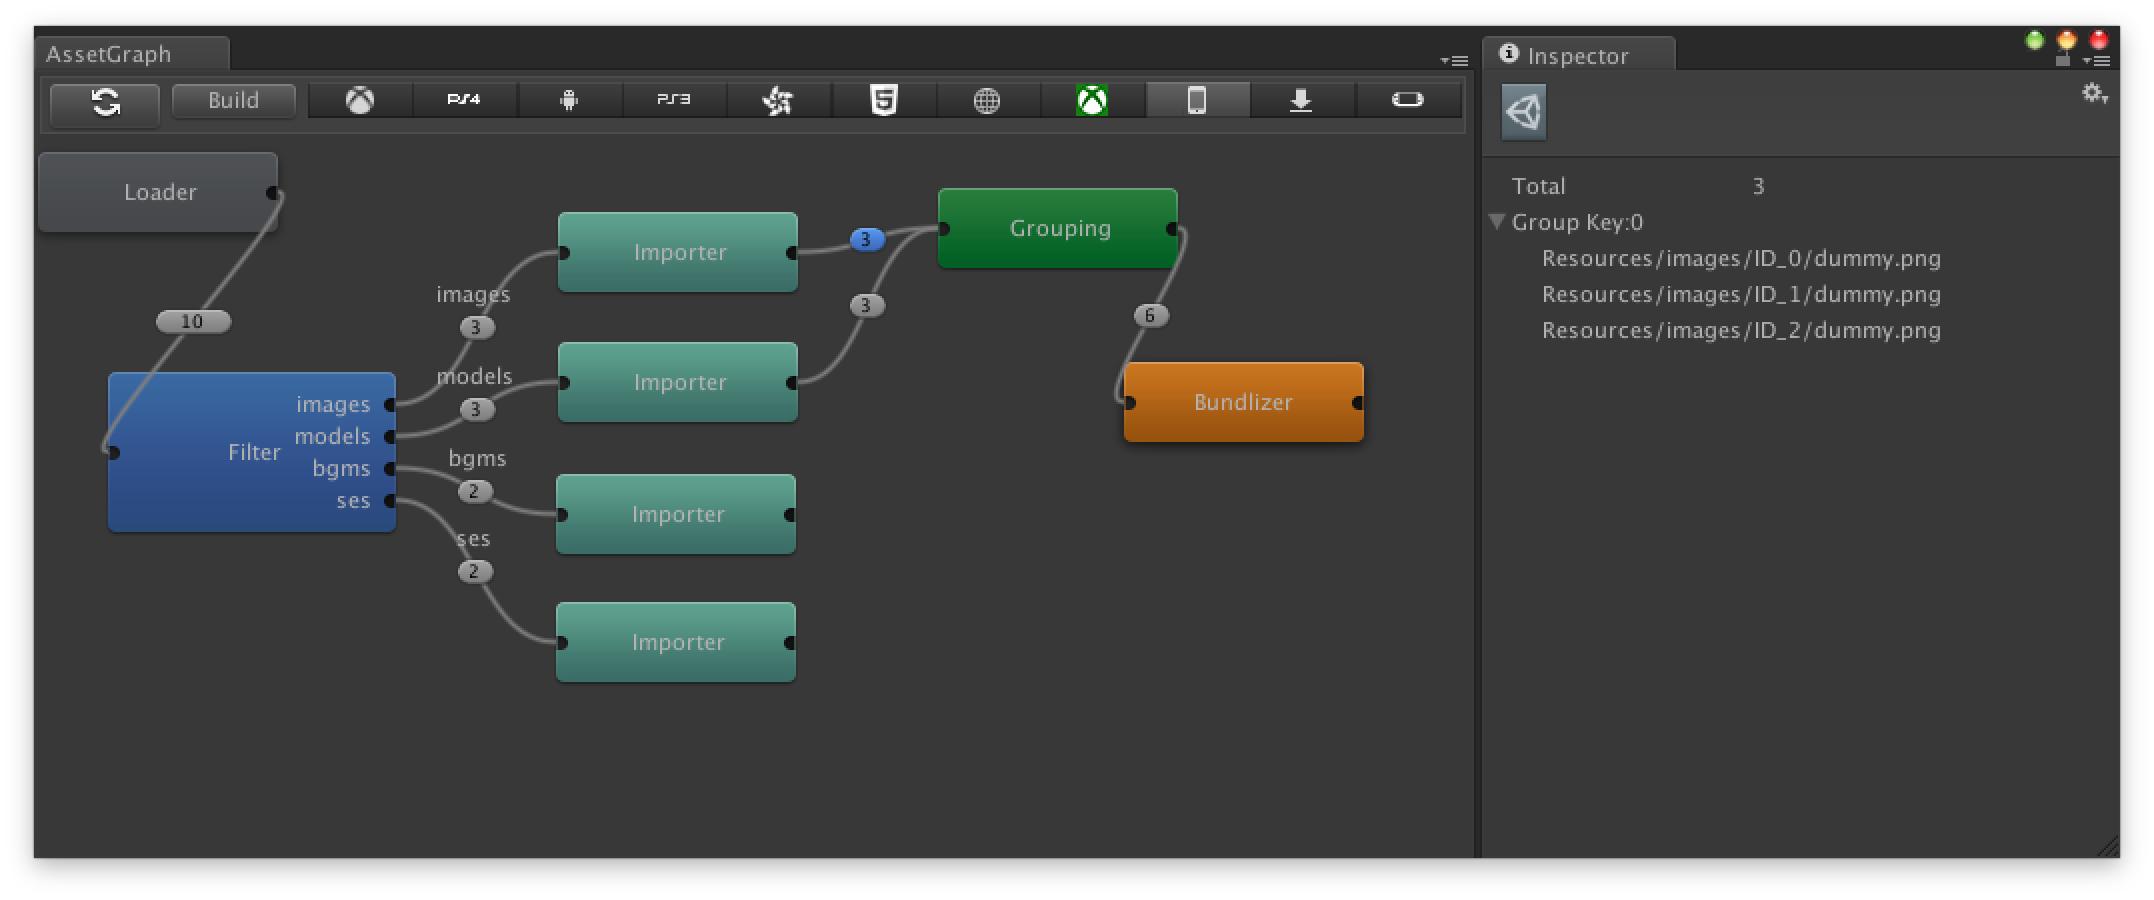 AssetGraph
Inspector
Build
PS4
PS3
5
Loader
10
Filter
images
models
bgms
ses
images
3
models
3
bgms
2
ses
2
Importer
Importer
Importer
Importer
3
3
Grouping
6
Bundlizer
Total 3
Group Key:0
Resources/images/ID_0/dummy.png
Resources/images/ID_1/dummy.png
Resources/images/ID_2/dummy.png